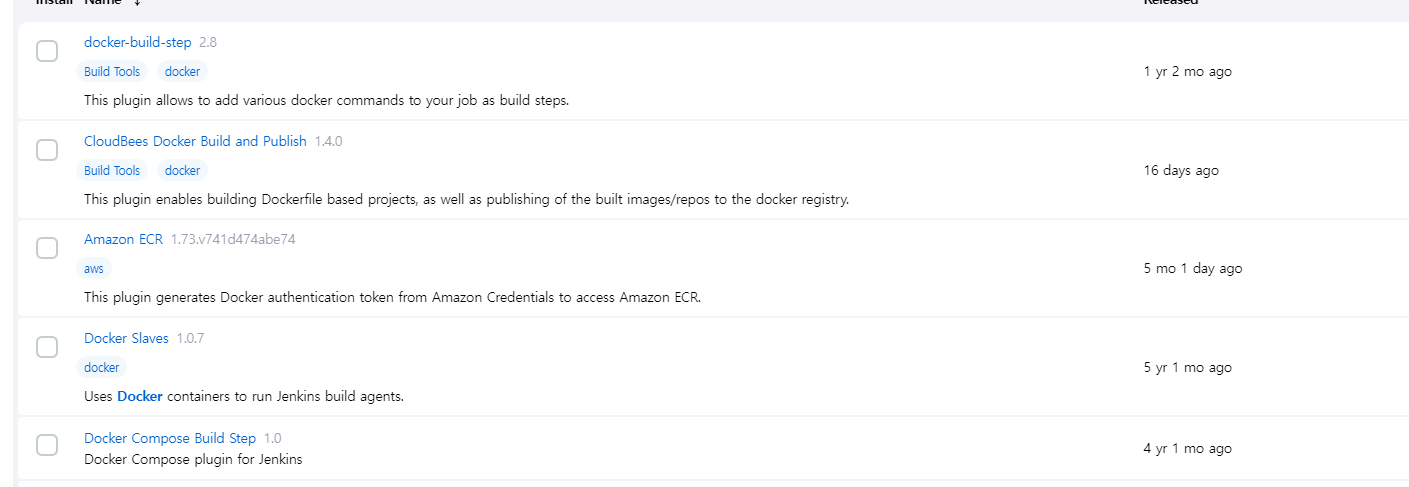 Install Name ↓ Released
docker-build-step 2.8
Build Tools docker
1 yr 2 mo ago
This plugin allows to add various docker commands to your job as build steps.
CloudBees Docker Build and Publish 1.4.0
Build Tools docker
16 days ago
This plugin enables building Dockerfile based projects, as well as publishing of the built images/repos to the docker registry.
Amazon ECR 1.73.v741d474abe74
aws
5 mo 1 day ago
This plugin generates Docker authentication token from Amazon Credentials to access Amazon ECR.
Docker Slaves 1.0.7
docker
5 yr 1 mo ago
Uses Docker containers to run Jenkins build agents.
Docker Compose Build Step 1.0
4 yr 1 mo ago
Docker Compose plugin for Jenkins